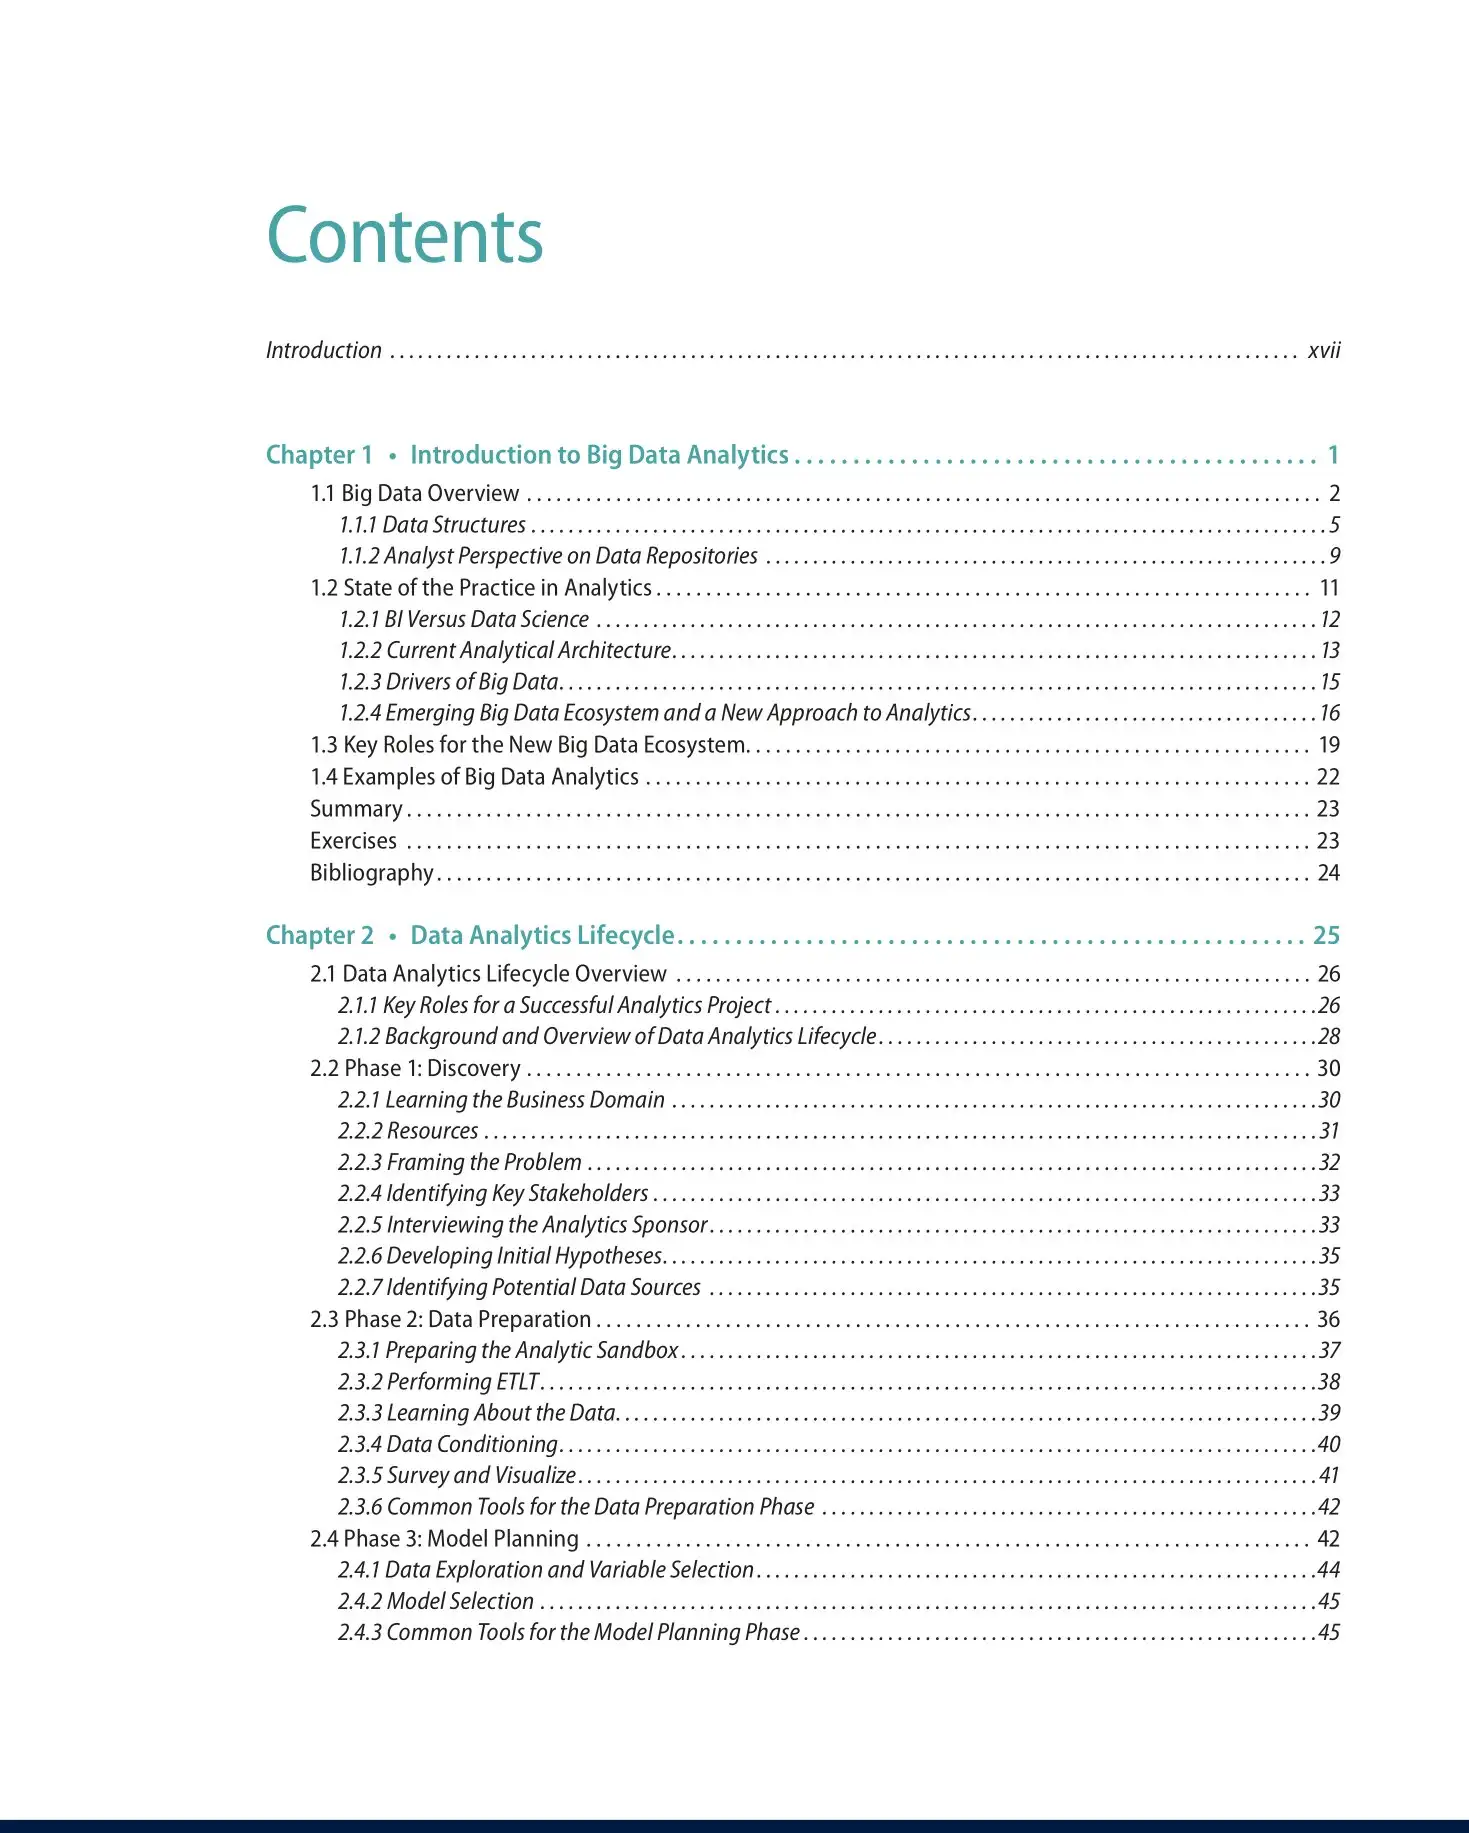 Contents
Introduction . . . . . . . . . . . . . . . . . . . . xvii
Chapter 1 • Introduction to Big Data Analytics . . . . . . . . . . . . . . . . . . . . 1
1.1 Big Data Overview . . . . . . . . . . . . . . . . . . . . 2
1.1.1 Data Structures . . . . . . . . . . . . . . . . . . . . 5
1.1.2 Analyst Perspective on Data Repositories . . . . . . . . . . . . . . . . . . . . 9
1.2 State of the Practice in Analytics . . . . . . . . . . . . . . . . . . . . 11
1.2.1 BI Versus Data Science . . . . . . . . . . . . . . . . . . . . 12
1.2.2 Current Analytical Architecture . . . . . . . . . . . . . . . . . . . . 13
1.2.3 Drivers of Big Data . . . . . . . . . . . . . . . . . . . . 15
1.2.4 Emerging Big Data Ecosystem and a New Approach to Analytics . . . . . . . . . . . . . . . . . . . . 16
1.3 Key Roles for the New Big Data Ecosystem . . . . . . . . . . . . . . . . . . . . 19
1.4 Examples of Big Data Analytics . . . . . . . . . . . . . . . . . . . . 22
Summary . . . . . . . . . . . . . . . . . . . . 23
Exercises . . . . . . . . . . . . . . . . . . . . 23
Bibliography . . . . . . . . . . . . . . . . . . . . 24
Chapter 2 • Data Analytics Lifecycle . . . . . . . . . . . . . . . . . . . . 25
2.1 Data Analytics Lifecycle Overview . . . . . . . . . . . . . . . . . . . . 26
2.1.1 Key Roles for a Successful Analytics Project . . . . . . . . . . . . . . . . . . . . 26
2.1.2 Background and Overview of Data Analytics Lifecycle . . . . . . . . . . . . . . . . . . . . 28
2.2 Phase 1: Discovery . . . . . . . . . . . . . . . . . . . . 30
2.2.1 Learning the Business Domain . . . . . . . . . . . . . . . . . . . . 30
2.2.2 Resources . . . . . . . . . . . . . . . . . . . . 31
2.2.3 Framing the Problem . . . . . . . . . . . . . . . . . . . . 32
2.2.4 Identifying Key Stakeholders . . . . . . . . . . . . . . . . . . . . 33
2.2.5 Interviewing the Analytics Sponsor . . . . . . . . . . . . . . . . . . . . 33
2.2.6 Developing Initial Hypotheses . . . . . . . . . . . . . . . . . . . . 35
2.2.7 Identifying Potential Data Sources . . . . . . . . . . . . . . . . . . . . 35
2.3 Phase 2: Data Preparation . . . . . . . . . . . . . . . . . . . . 36
2.3.1 Preparing the Analytic Sandbox . . . . . . . . . . . . . . . . . . . . 37
2.3.2 Performing ETLT . . . . . . . . . . . . . . . . . . . . 38
2.3.3 Learning About the Data . . . . . . . . . . . . . . . . . . . . 39
2.3.4 Data Conditioning . . . . . . . . . . . . . . . . . . . . 40
2.3.5 Survey and Visualize . . . . . . . . . . . . . . . . . . . . 41
2.3.6 Common Tools for the Data Preparation Phase . . . . . . . . . . . . . . . . . . . . 42
2.4 Phase 3: Model Planning . . . . . . . . . . . . . . . . . . . . 42
2.4.1 Data Exploration and Variable Selection . . . . . . . . . . . . . . . . . . . . 44
2.4.2 Model Selection . . . . . . . . . . . . . . . . . . . . 45
2.4.3 Common Tools for the Model Planning Phase . . . . . . . . . . . . . . . . . . . . 45